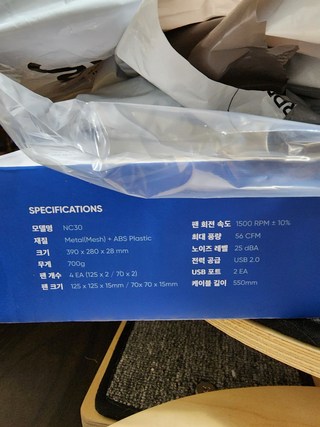 SPECIFICATIONS
모델명 NC30
재질 Metal(Mesh) + ABS Plastic
크기 390 x 280 x 28 mm
무게 700g
팬 개수 4 EA (125 x 2 / 70 x 2)
팬 크기 125 x 125 x 15mm / 70x 70 x 15mm
팬 회전 속도 1500 RPM ± 10%
최대 풍량 56 CFM
노이즈 레벨 25 dBA
전력 공급 USB 2.0
USB 포트 2 EA
케이블 길이 550mm